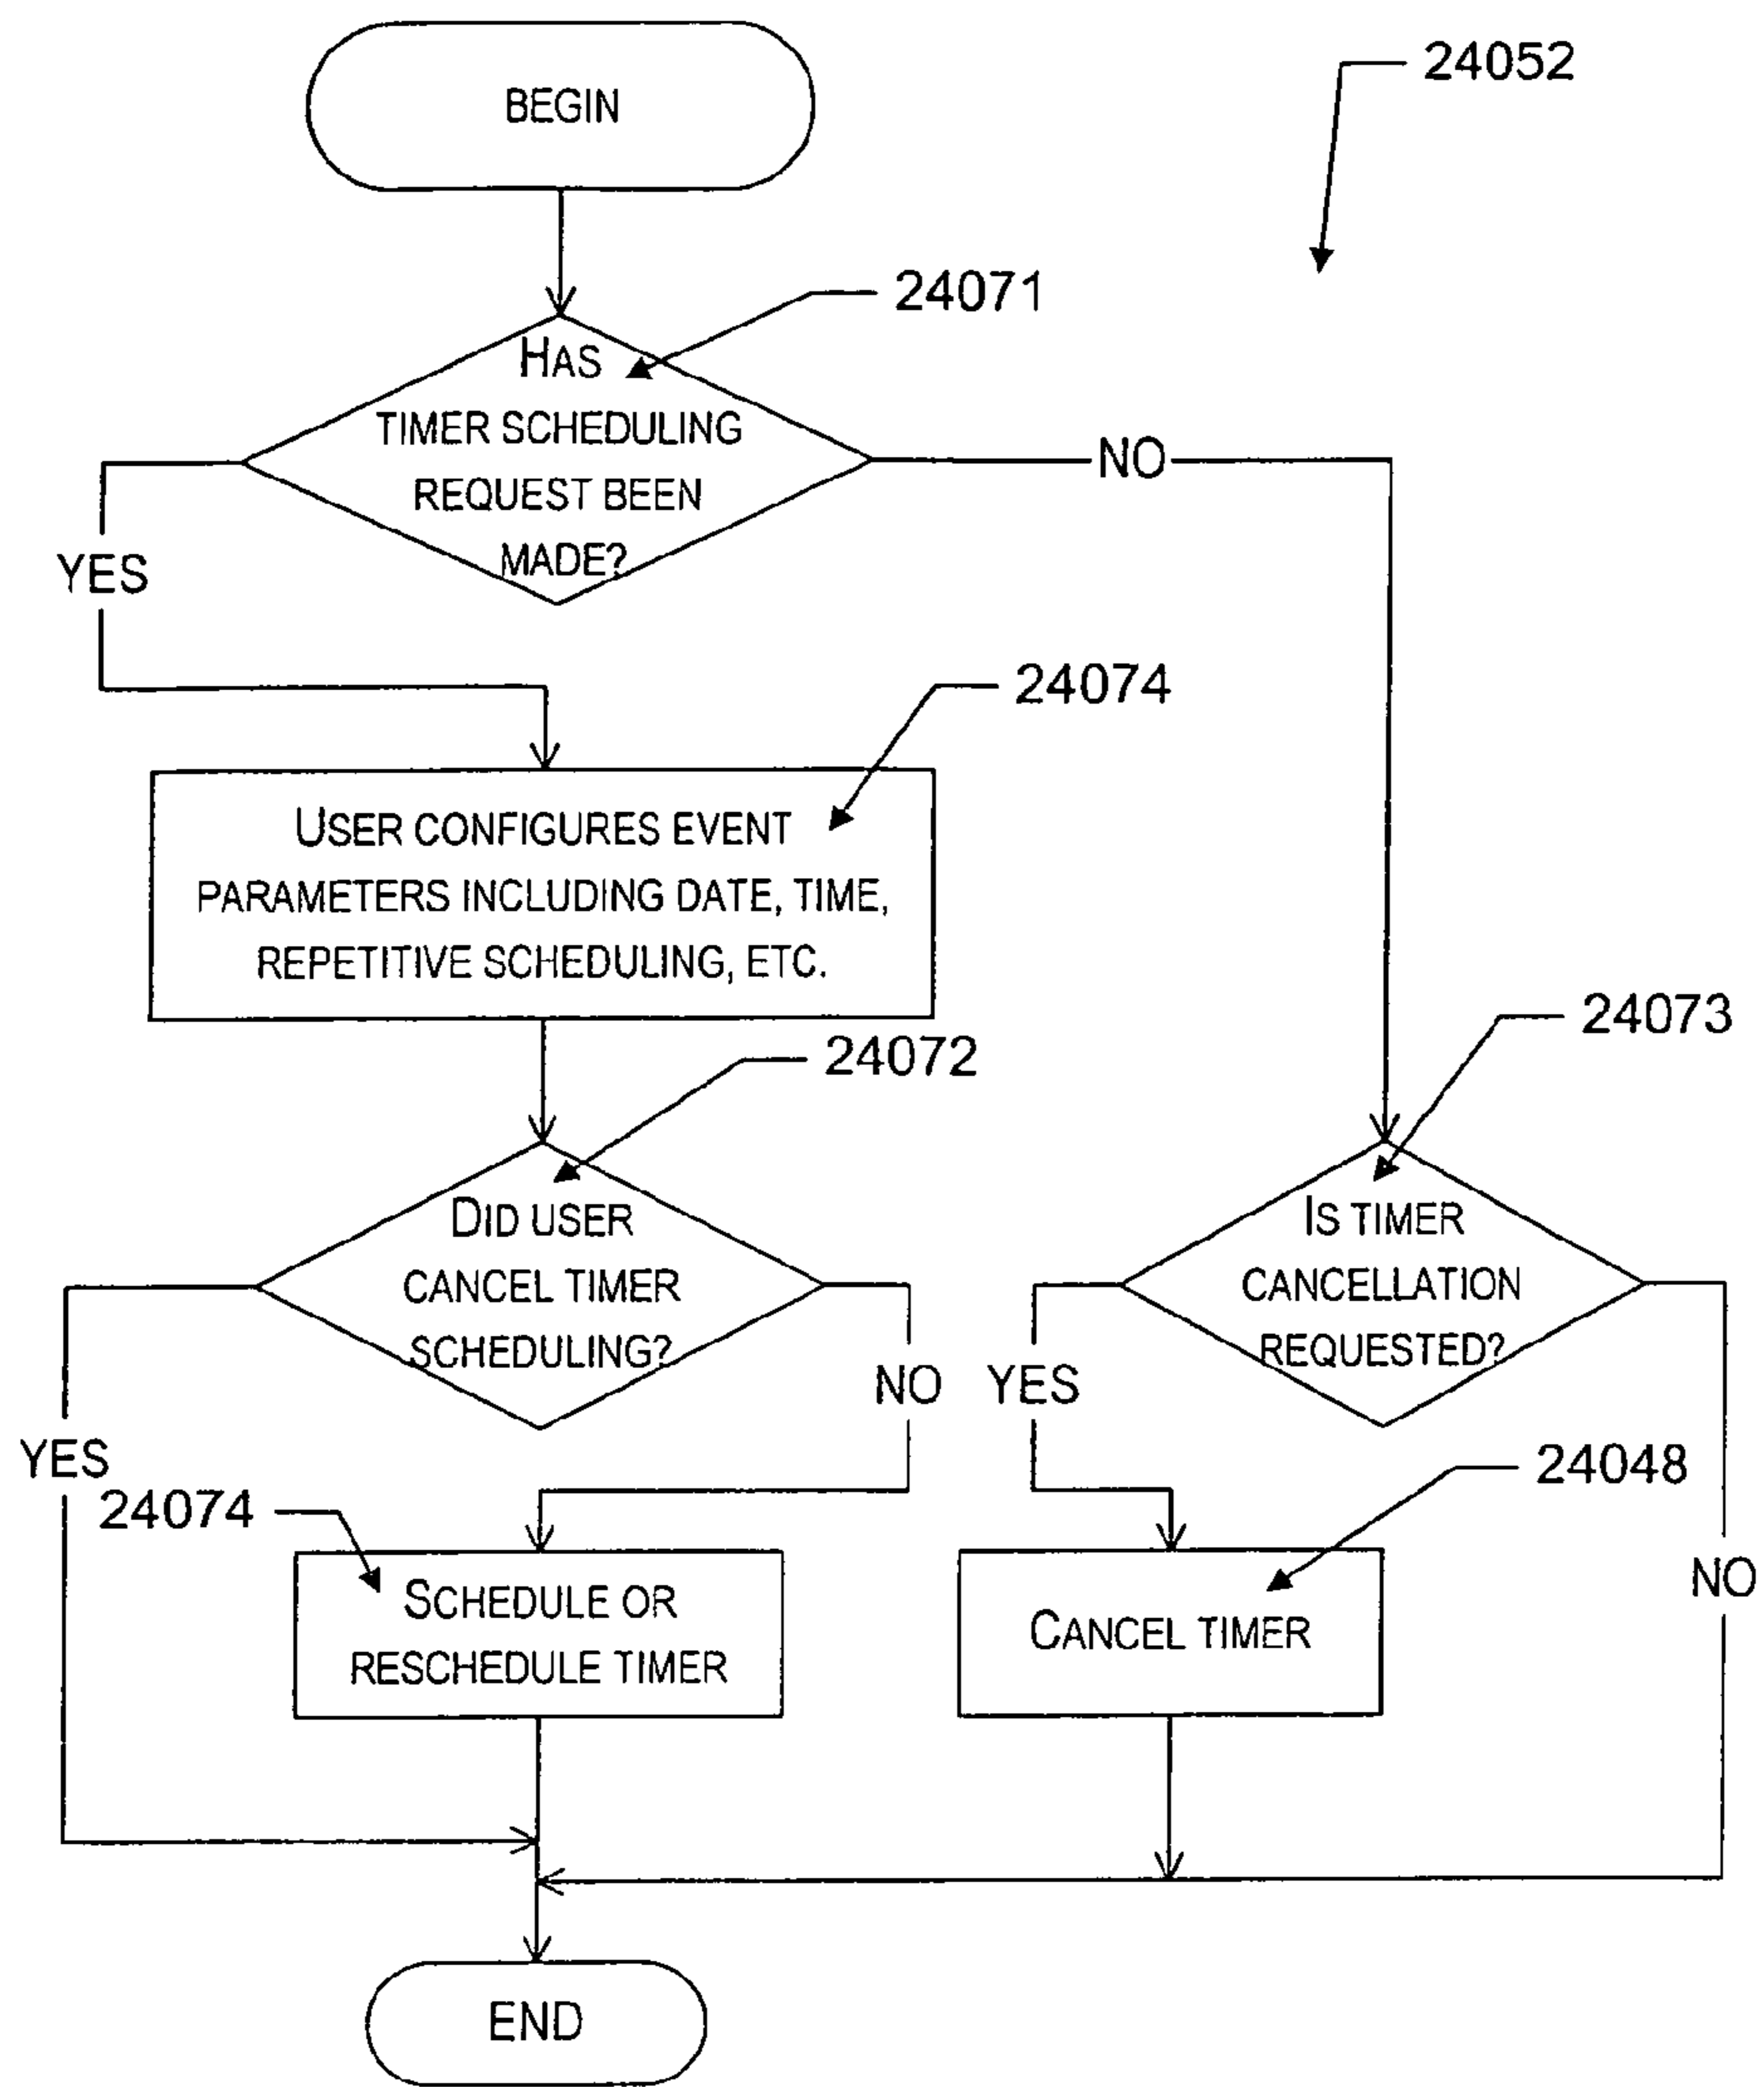 BEGIN
24052
24071
HAS
TIMER SCHEDULING
REQUEST BEEN
MADE?
NO
YES
24074
USER CONFIGURES EVENT
PARAMETERS INCLUDING DATE, TIME,
REPETITIVE SCHEDULING, ETC.
24072
24073
DID USER
CANCEL TIMER
SCHEDULING?
IS TIMER
CANCELLATION
REQUESTED?
NO
YES
YES
24074
24048
SCHEDULE OR
RESCHEDULE TIMER
CANCEL TIMER
NO
END